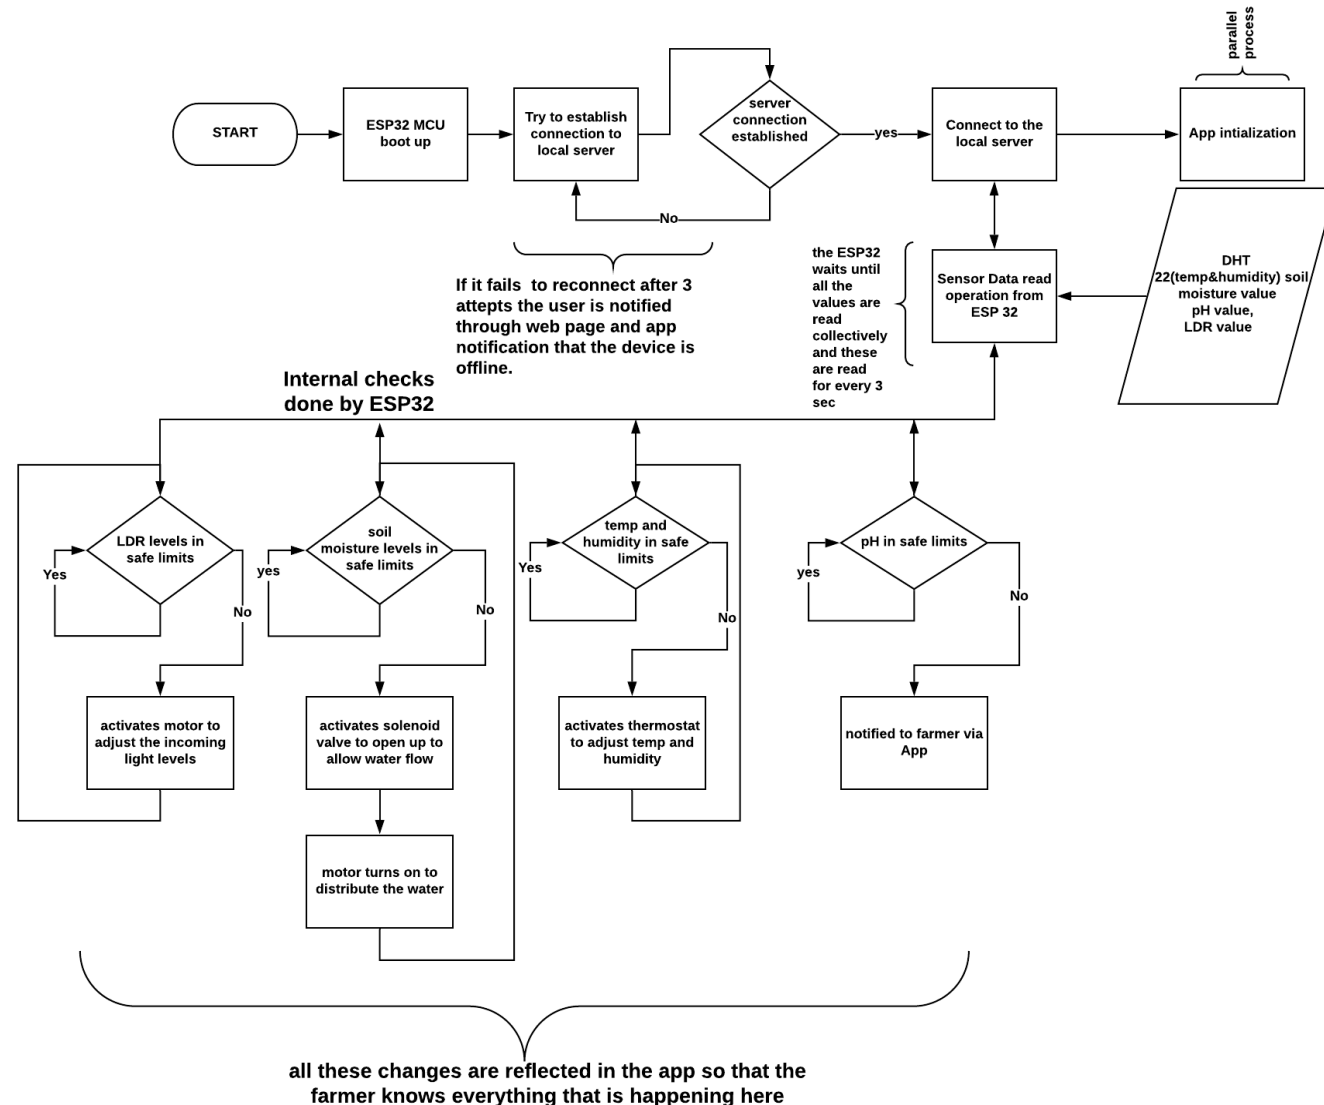 parallel
process
START
ESP32 MCU
boot up
Try to establish
connection to
local server
server
connection
established
yes
Connect to the
local server
App intialization
No
If it fails  to reconnect after 3
attepts the user is notified
through web page and app
notification that the device is
offline.
the ESP32
waits until
all the
values are
read
collectively
and these
are read
for every 3
sec
Sensor Data read
operation from
ESP 32
DHT
22(temp&humidity) soil
moisture value
pH value,
LDR value
Internal checks
done by ESP32
LDR levels in
safe limits
Yes
No
soil
moisture levels in
safe limits
yes
No
temp and
humidity in safe
limits
Yes
No
pH in safe limits
yes
No
activates motor to
adjust the incoming
light levels
activates solenoid
valve to open up to
allow water flow
activates thermostat
to adjust temp and
humidity
notified to farmer via
App
motor turns on to
distribute the water
all these changes are reflected in the app so that the
farmer knows everything that is happening here